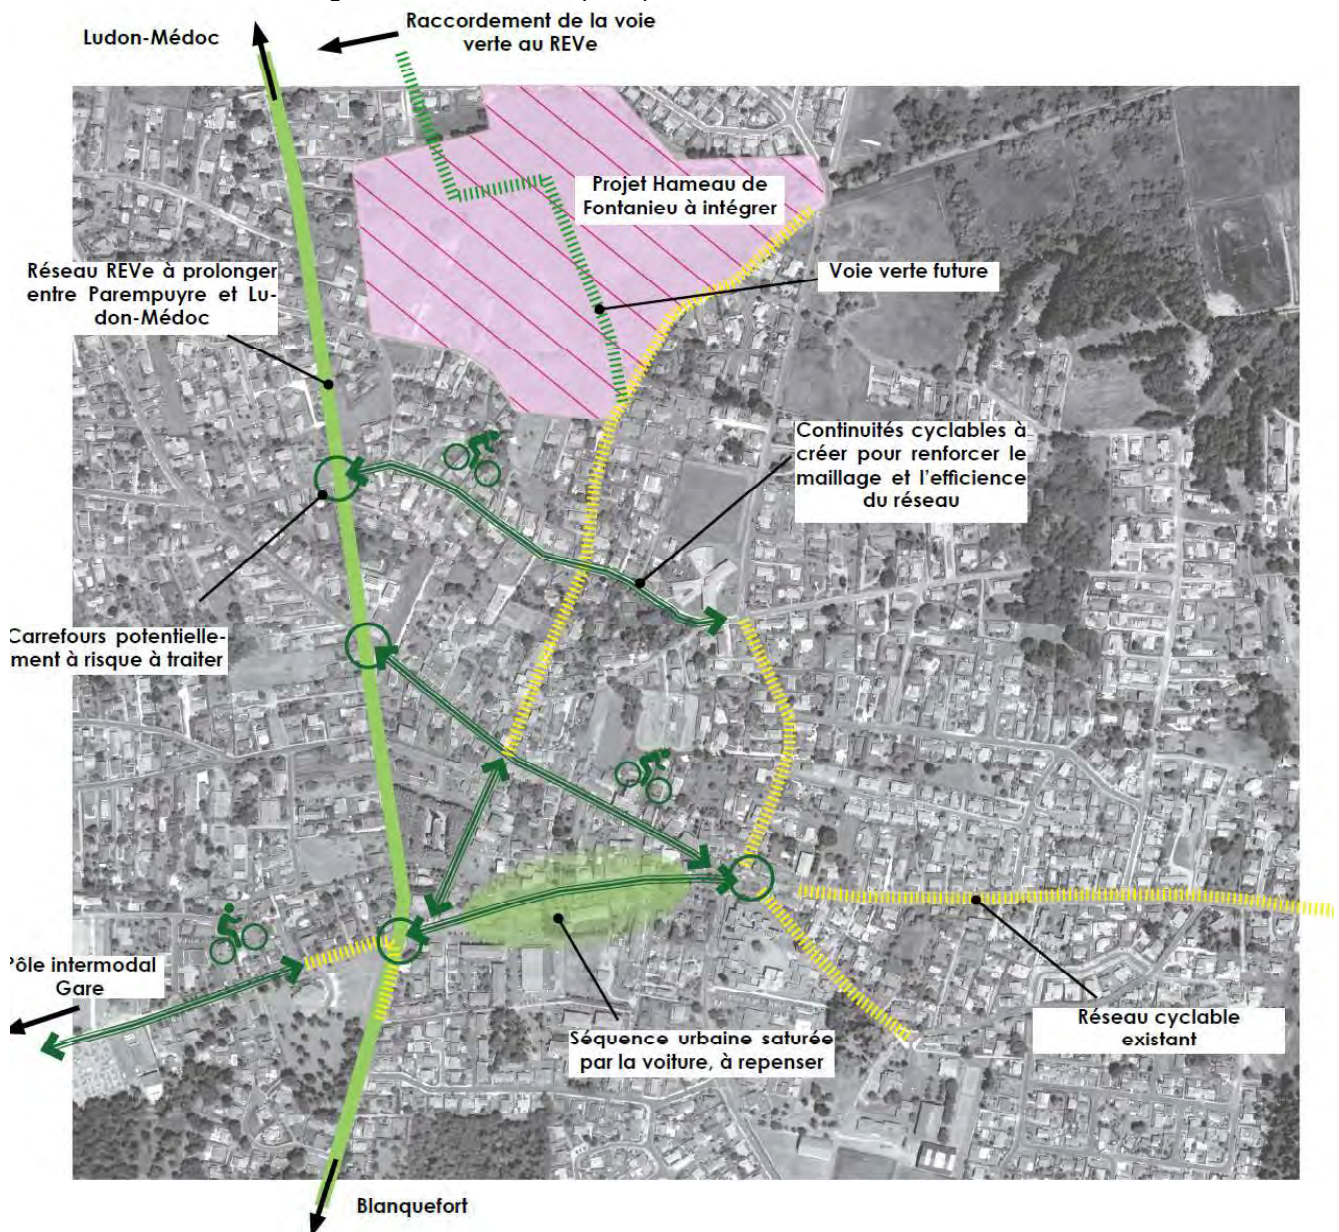 Raccordement de la voie
verte au REVe
Ludon-Médoc
Projet Hameau de
Fontanieu à intégrer
Réseau REVe à prolonger
entre Parempuyre et Lu-
don-Médoc
Voie verte future
Continuités cyclables à
créer pour renforcer le
maillage et l'efficience
du réseau
Carrefours potentielle-
ment à risque à traiter
Pôle intermodal
Gare
Séquence urbaine saturée
par la voiture, à repenser
Réseau cyclable
existant
Blanquefort